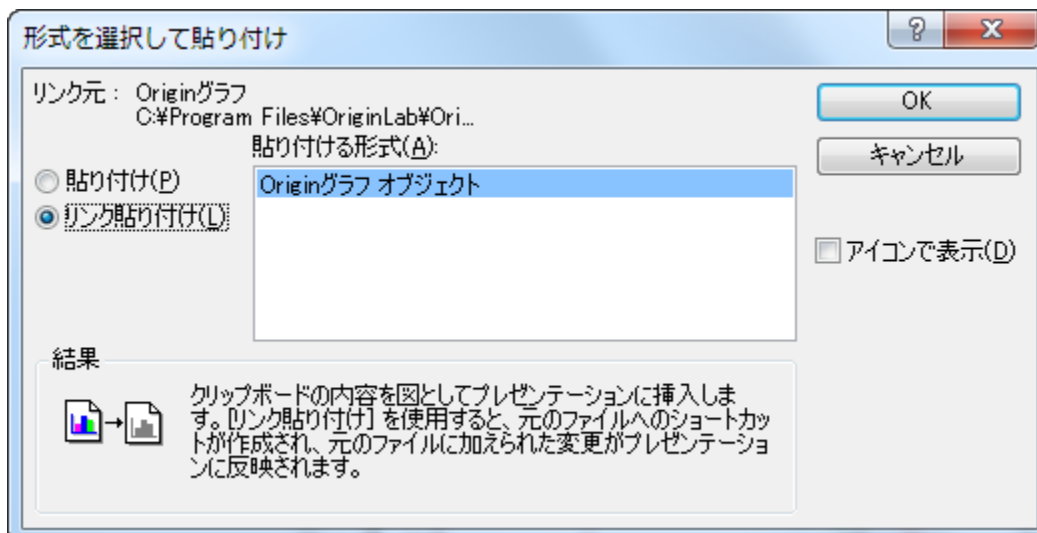 形式を選択して貼り付け
リンク元： Originグラフ
C:¥Program Files¥OriginLab¥Ori...
貼り付ける形式(A):
OK
キャンセル
貼り付け(P)
リンク貼り付け(L)
Originグラフ オブジェクト
アイコンで表示(D)
結果
クリップボードの内容を図としてプレゼンテーションに挿入しま
す。[リンク貼り付け] を使用すると、元のファイルへのショートカッ
トが作成され、元のファイルに加えられた変更がプレゼンテーショ
ンに反映されます。